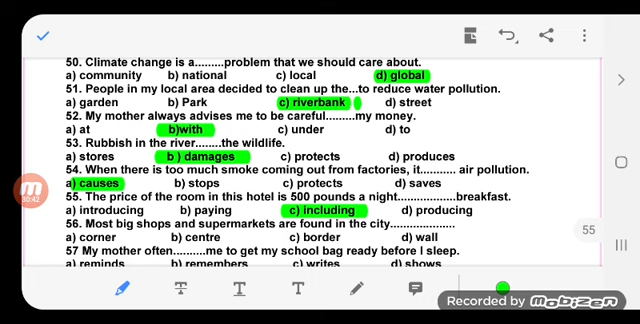 50. Climate change is a.........problem that we should care about.
a) community b) national c) local d) global
51. People in my local area decided to clean up the...to reduce water pollution.
a) garden b) Park c) riverbank d) street
52. My mother always advises me to be careful.........my money.
a) at b)with c) under d) to
53. Rubbish in the river........the wildlife.
a) stores b ) damages c) protects d) produces
54. When there is too much smoke coming out from factories, it........... air pollution.
a) causes b) stops c) protects d) saves
55. The price of the room in this hotel is 500 pounds a night..................breakfast.
a) introducing b) paying c) including d) producing
56. Most big shops and supermarkets are found in the city....................
a) corner b) centre c) border d) wall
57 My mother often..........me to get my school bag ready before I sleep.
a) reminds b) remembers c) writes d) shows
30:42
55
T T T
Recorded by Mobizen